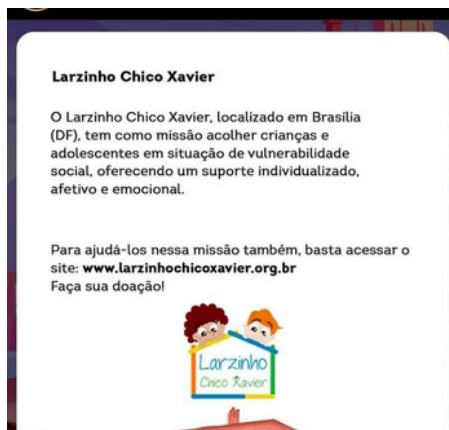 Larzinho Chico Xavier
O Larzinho Chico Xavier, localizado em Brasília
(DF), tem como missão acolher crianças e
adolescentes em situação de vulnerabilidade
social, oferecendo um suporte individualizado,
afetivo e emocional.
Para ajudá-los nessa missão também, basta acessar o
site: www.larzinhochicoxavier.org.br
Faça sua doação!
Larzinho
Chico Xavier